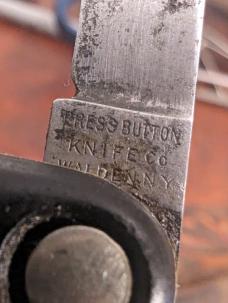 PRESS BUTTON
KNIFE CO
WALDEN N.Y.